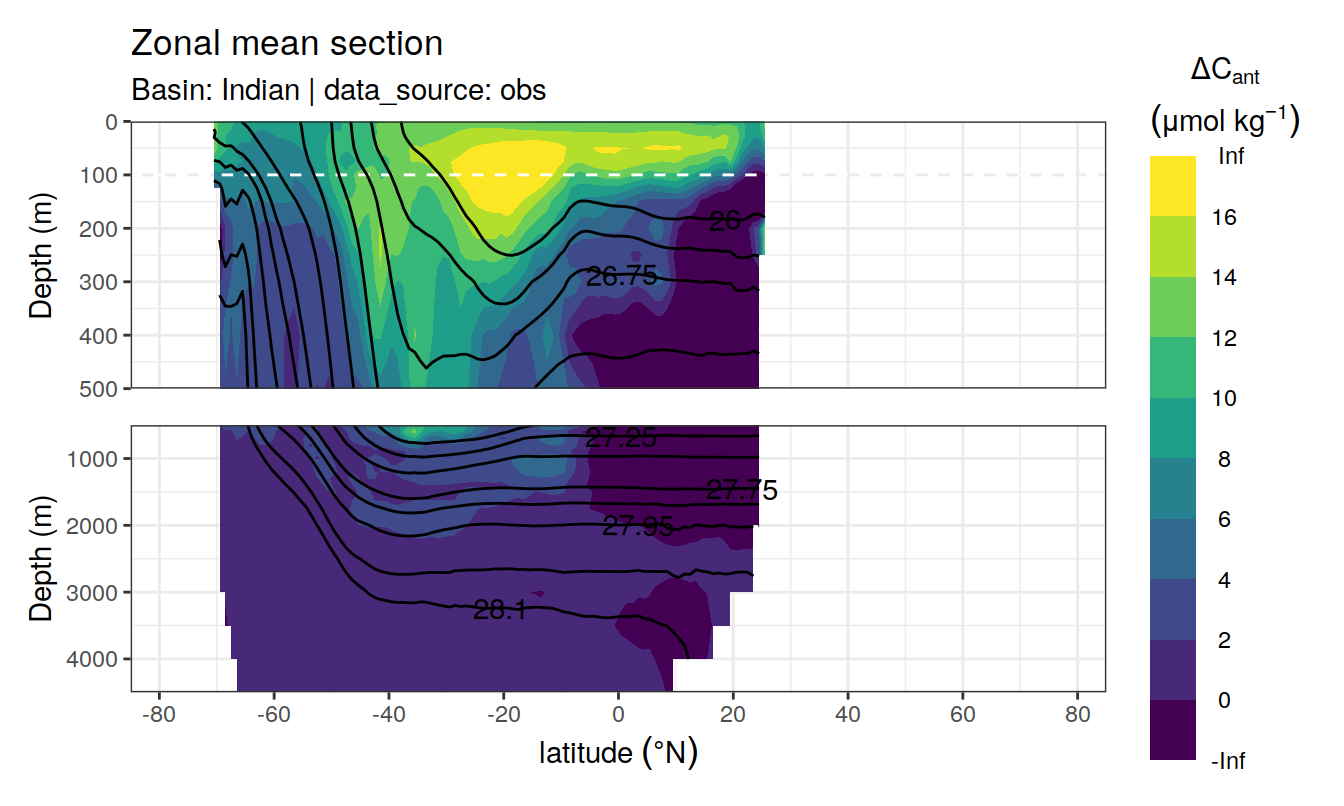 Zonal mean section
Basin: Indian | data_source: obs
ΔCant
(μmol kg⁻¹)
Inf
16
14
12
10
8
6
4
2
0
-Inf
Depth (m)
0
100
200
300
400
500
26
26.75
Depth (m)
1000
2000
3000
4000
27.25
27.75
27.95
28.1
-80 -60 -40 -20 0 20 40 60 80
latitude (°N)